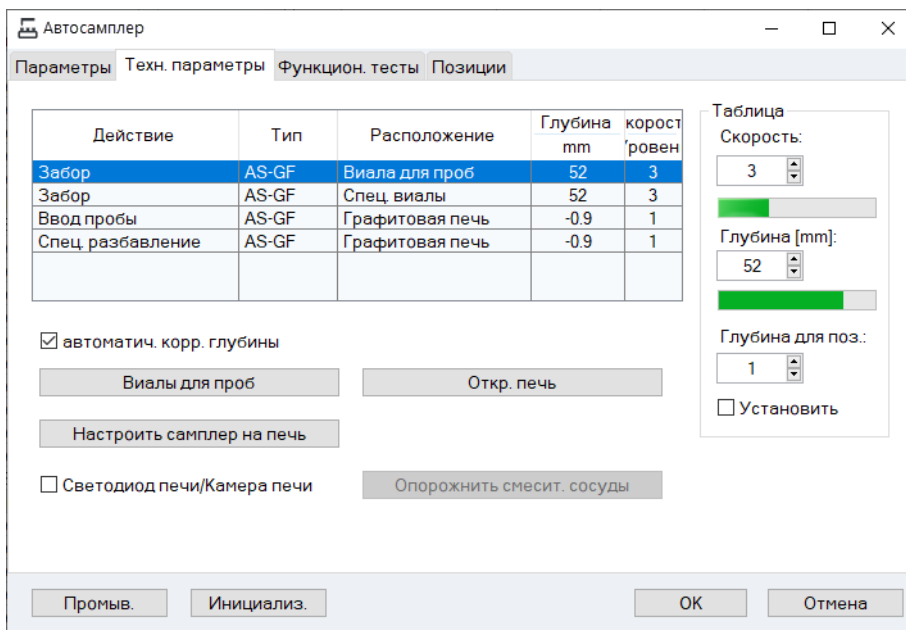 Автосамплер
Параметры Техн. параметры Функцион. тесты Позиции
Действие Тип Расположение Глубина mm корост 'ровен
Забор AS-GF Виала для проб 52 3
Забор AS-GF Спец. виалы 52 3
Ввод пробы AS-GF Графитовая печь -0.9 1
Спец. разбавление AS-GF Графитовая печь -0.9 1
Таблица
Скорость:
3
Глубина [mm]:
52
Глубина для поз.:
1
Установить
автоматич. корр. глубины
Виалы для проб Откр. печь
Настроить самплер на печь
Светодиод печи/Камера печи Опорожнить смесит. сосуды
Промыв. Инициализ. OK Отмена